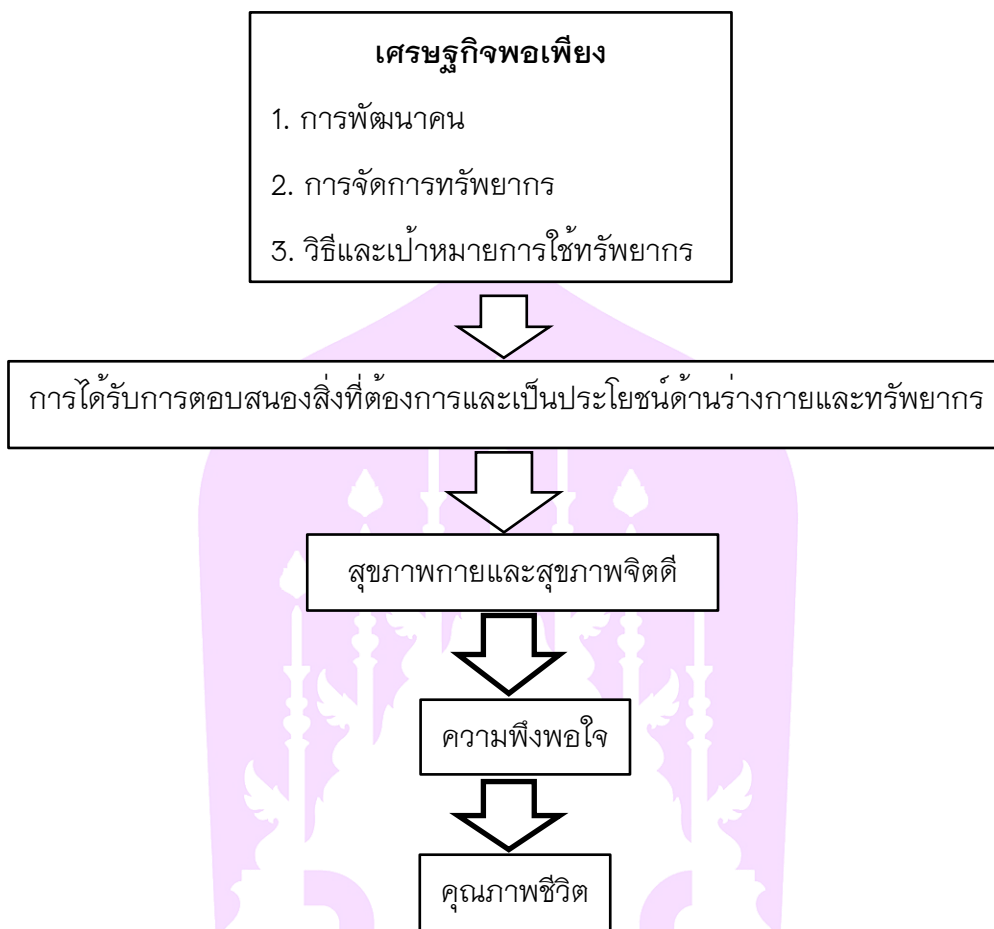 เศรษฐกิจพอเพียง
1. การพัฒนาคน
2. การจัดการทรัพยากร
3. วิธีและเป้าหมายการใช้ทรัพยากร
การได้รับการตอบสนองสิ่งที่ต้องการและเป็นประโยชน์ด้านร่างกายและทรัพยากร
สุขภาพกายและสุขภาพจิตดี
ความพึงพอใจ
คุณภาพชีวิต